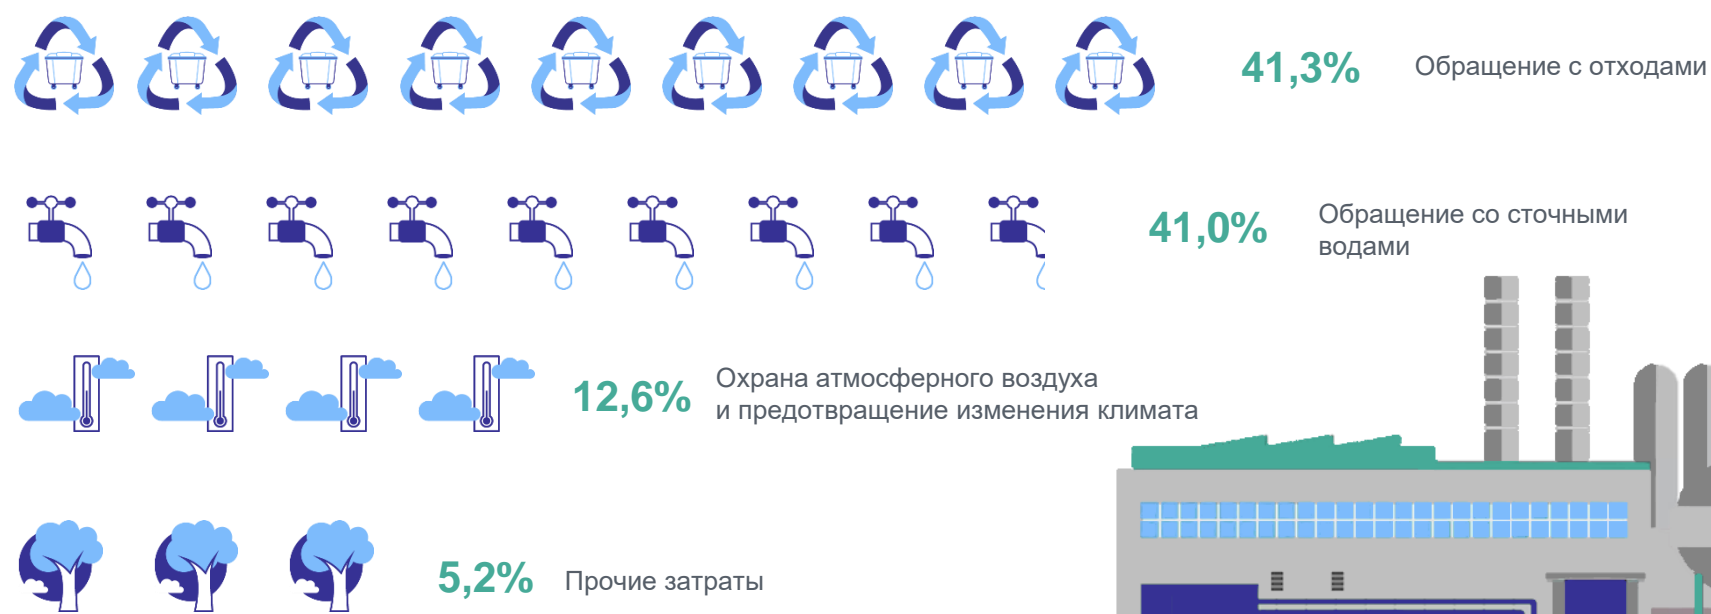 41,3%
Обращение с отходами
41,0%
Обращение со сточными
водами
12,6%
Охрана атмосферного воздуха
и предотвращение изменения климата
5,2%
Прочие затраты